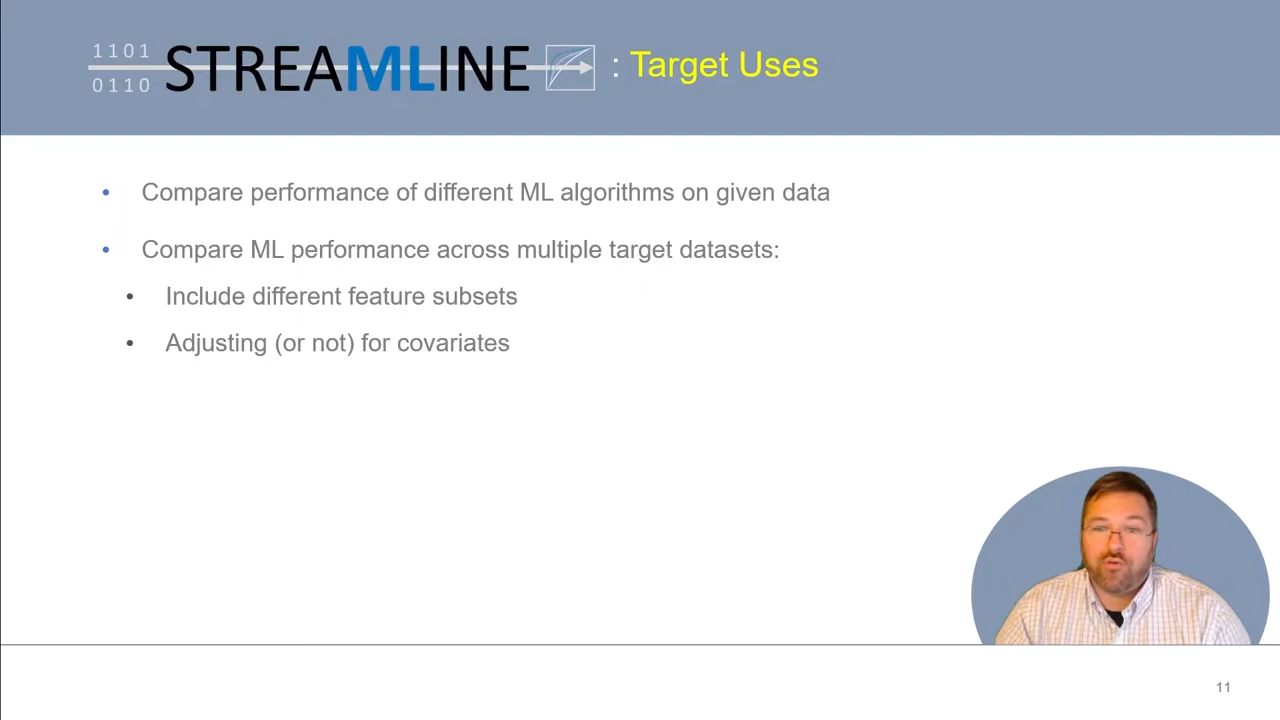 1101
0110
STREAMLINE : Target Uses
• Compare performance of different ML algorithms on given data
• Compare ML performance across multiple target datasets:
• Include different feature subsets
• Adjusting (or not) for covariates
11